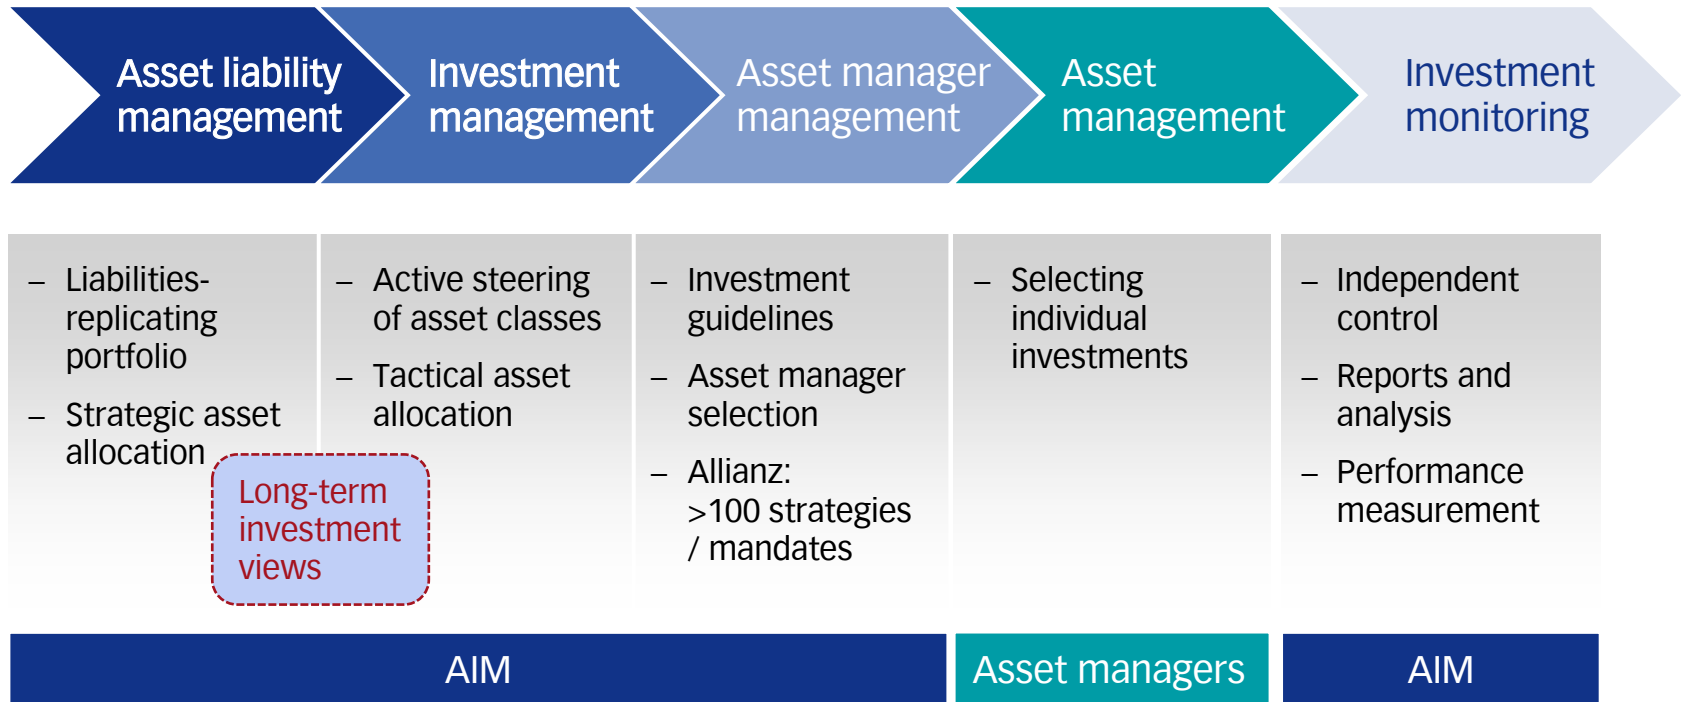 Asset liability
management
Investment
management
Asset manager
management
Asset
management
Investment
monitoring
– Liabilities-
replicating
portfolio
– Strategic asset
allocation
– Active steering
of asset classes
– Tactical asset
allocation
Long-term
investment
views
– Investment
guidelines
– Asset manager
selection
– Allianz:
>100 strategies
/ mandates
– Selecting
individual
investments
– Independent
control
– Reports and
analysis
– Performance
measurement
AIM
Asset managers
AIM